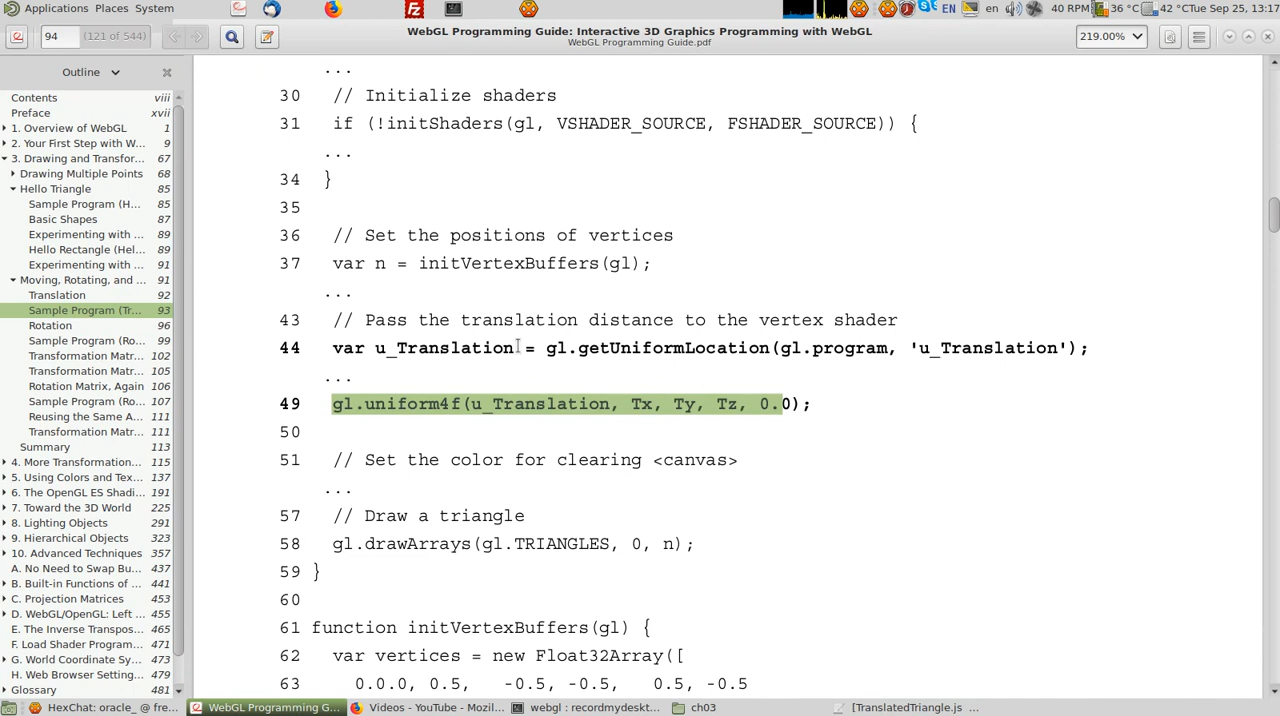 Applications Places System EN en 40 RPM 36 °C 42 °C Tue Sep 25, 13:17
94 (121 of 544) WebGL Programming Guide: Interactive 3D Graphics Programming with WebGL 219.00%
WebGL Programming Guide.pdf
Outline
Contents viii
Preface xvii
1. Overview of WebGL 1
2. Your First Step with W... 9
3. Drawing and Transfor... 67
Drawing Multiple Points 68
Hello Triangle 85
Sample Program (H... 85
Basic Shapes 87
Experimenting with ... 89
Hello Rectangle (Hel... 89
Experimenting with ... 91
Moving, Rotating, and ... 91
Translation 92
Sample Program (Tr... 93
Rotation 96
Sample Program (Ro... 99
Transformation Matr... 102
Transformation Matr... 105
Rotation Matrix, Again 106
Sample Program (Ro... 107
Reusing the Same A... 110
Transformation Matr... 111
Summary 113
4. More Transformation... 115
5. Using Colors and Tex... 137
6. The OpenGL ES Shadi... 191
7. Toward the 3D World 225
8. Lighting Objects 291
9. Hierarchical Objects 323
10. Advanced Techniques 357
A. No Need to Swap Bu... 437
B. Built-in Functions of ... 441
C. Projection Matrices 453
D. WebGL/OpenGL: Left ... 455
E. The Inverse Transpos... 465
F. Load Shader Program... 471
G. World Coordinate Sy... 473
H. Web Browser Setting... 479
Glossary 481
...
30 // Initialize shaders
31 if (!initShaders(gl, VSHADER_SOURCE, FSHADER_SOURCE)) {
...
34 }
35
36 // Set the positions of vertices
37 var n = initVertexBuffers(gl);
...
43 // Pass the translation distance to the vertex shader
44 var u_Translation = gl.getUniformLocation(gl.program, 'u_Translation');
...
49 gl.uniform4f(u_Translation, Tx, Ty, Tz, 0.0);
50
51 // Set the color for clearing <canvas>
...
57 // Draw a triangle
58 gl.drawArrays(gl.TRIANGLES, 0, n);
59 }
60
61 function initVertexBuffers(gl) {
62 var vertices = new Float32Array([
63 0.0.0, 0.5, -0.5, -0.5, 0.5, -0.5
HexChat: oracle_ @ fre... WebGL Programming G... Videos - YouTube - Mozil... webgl : recordmydeskt... ch03 [TranslatedTriangle.js ...